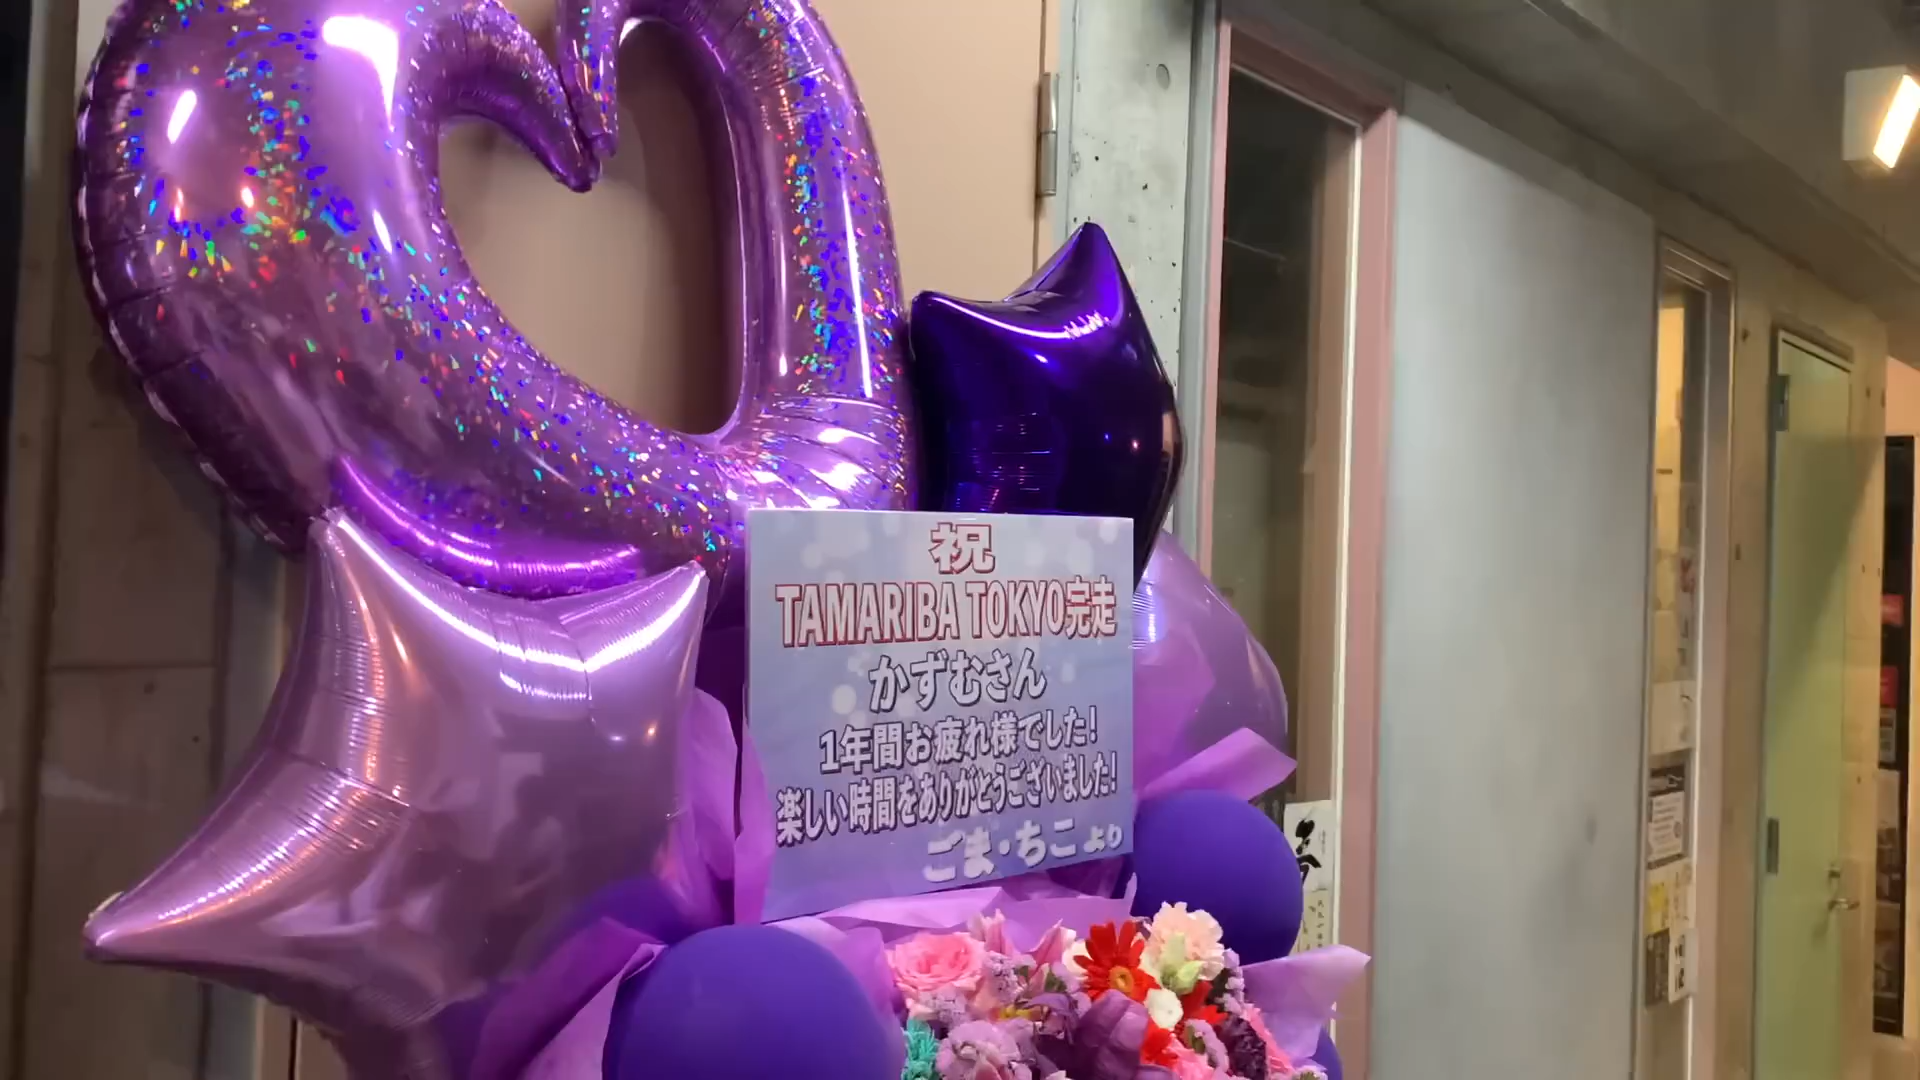 祝
TAMARIBA TOKYO完走
かずむさん
1年間お疲れ様でした!
楽しい時間をありがとうございました!
ごま・ちこより